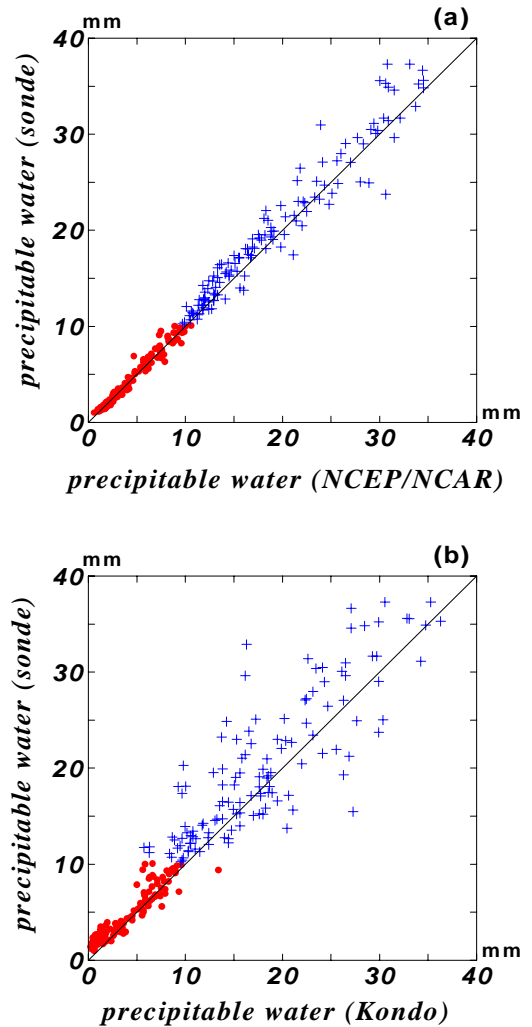 mm (a)
40
30
20
10
0
precipitable water (sonde)
0 10 20 30 40
mm
precipitable water (NCEP/NCAR)
mm (b)
40
30
20
10
0
precipitable water (sonde)
0 10 20 30 40
mm
precipitable water (Kondo)